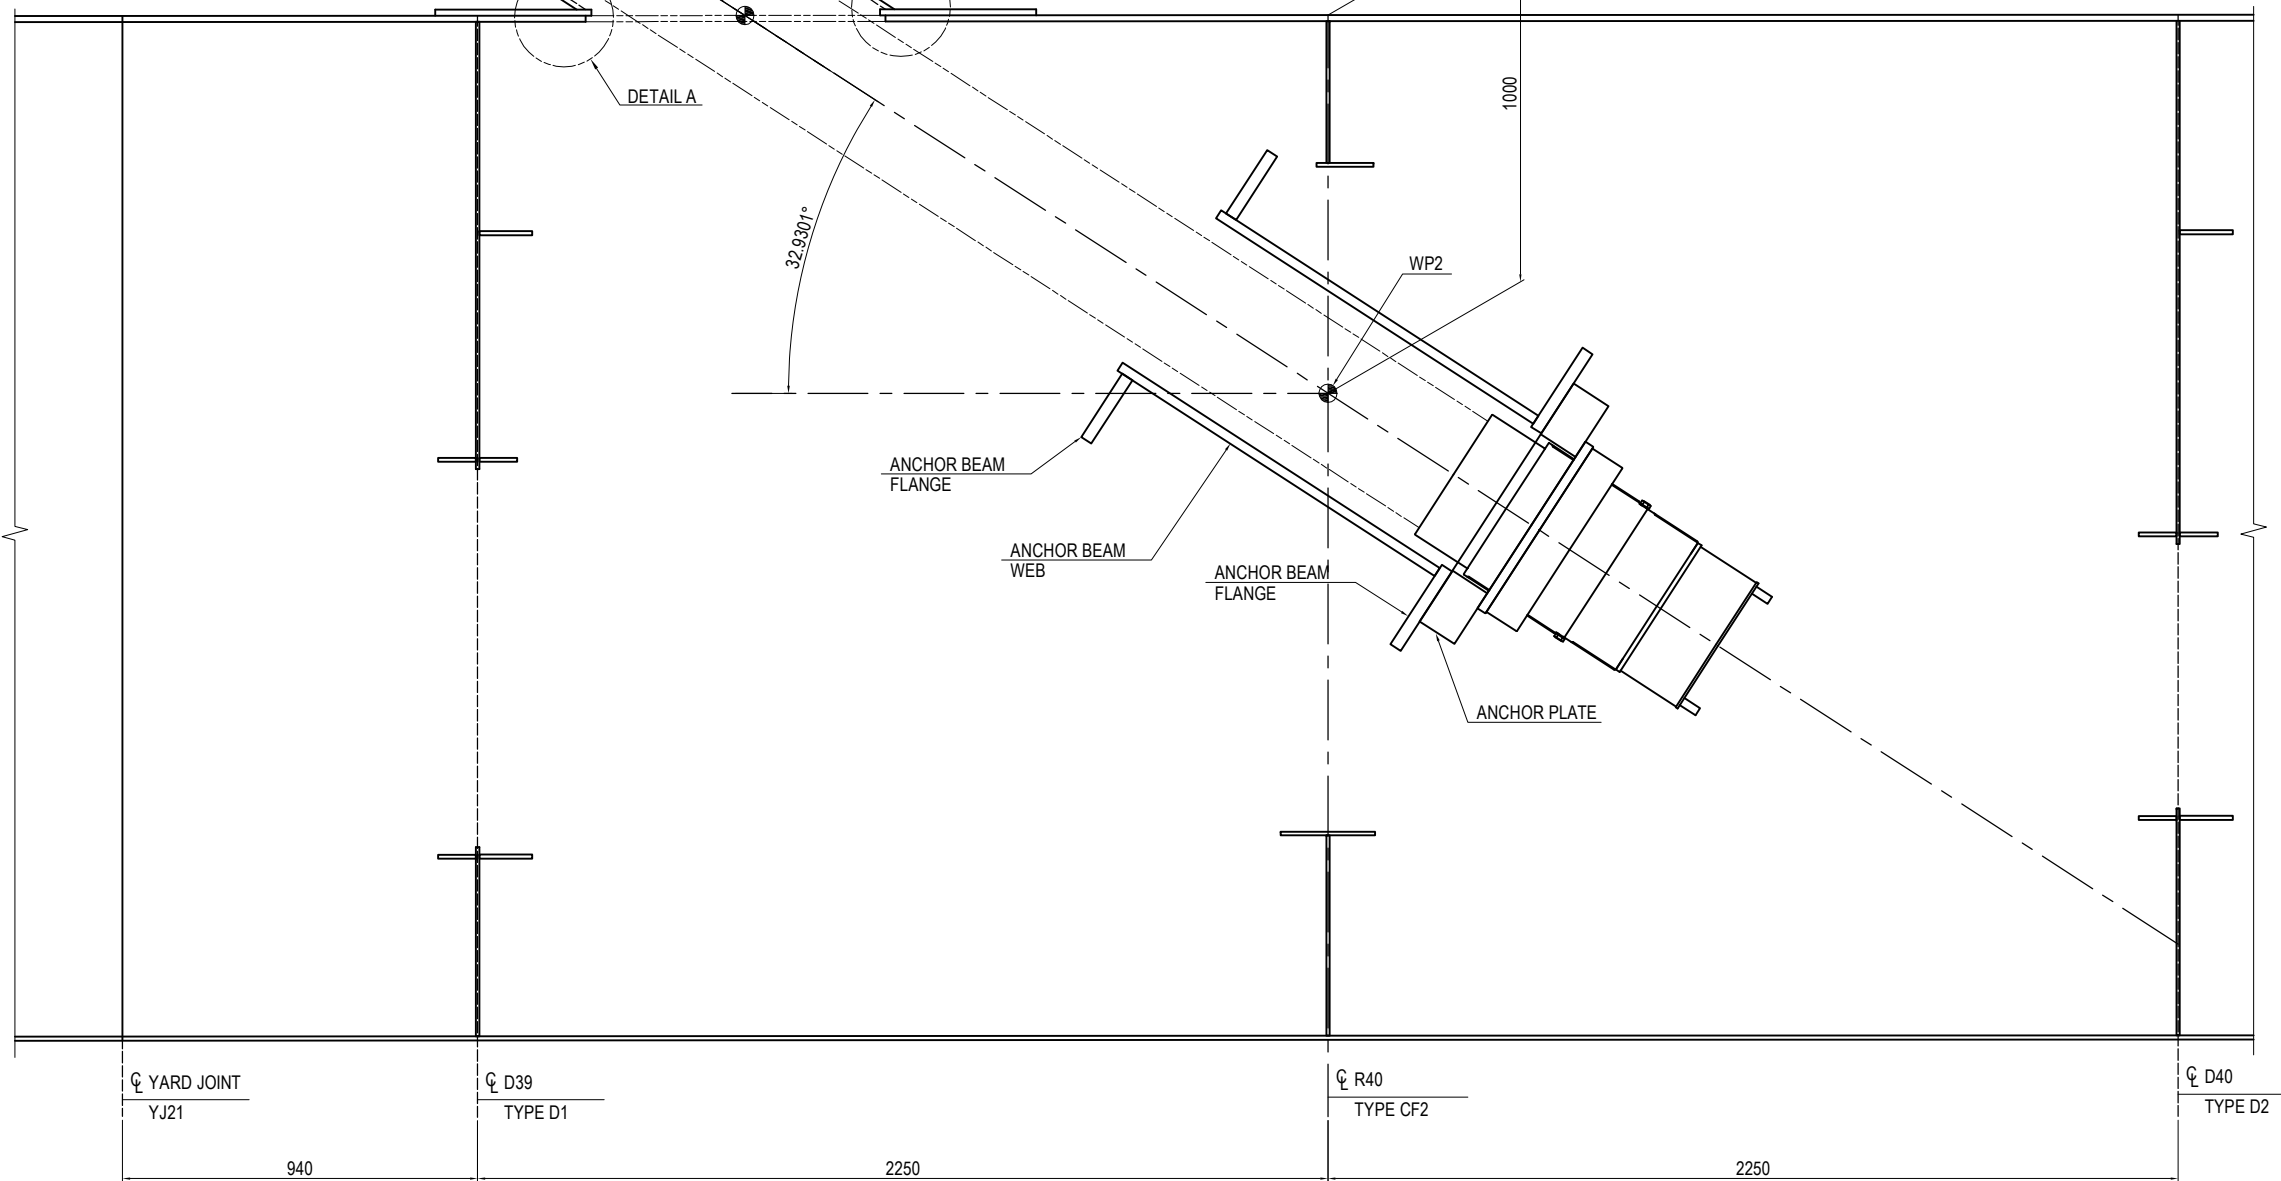 DETAIL A
1000
32.9301°
WP2
ANCHOR BEAM
FLANGE
ANCHOR BEAM
WEB
ANCHOR BEAM
FLANGE
ANCHOR PLATE
℄ YARD JOINT
YJ21
℄ D39
TYPE D1
℄ R40
TYPE CF2
℄ D40
TYPE D2
940
2250
2250